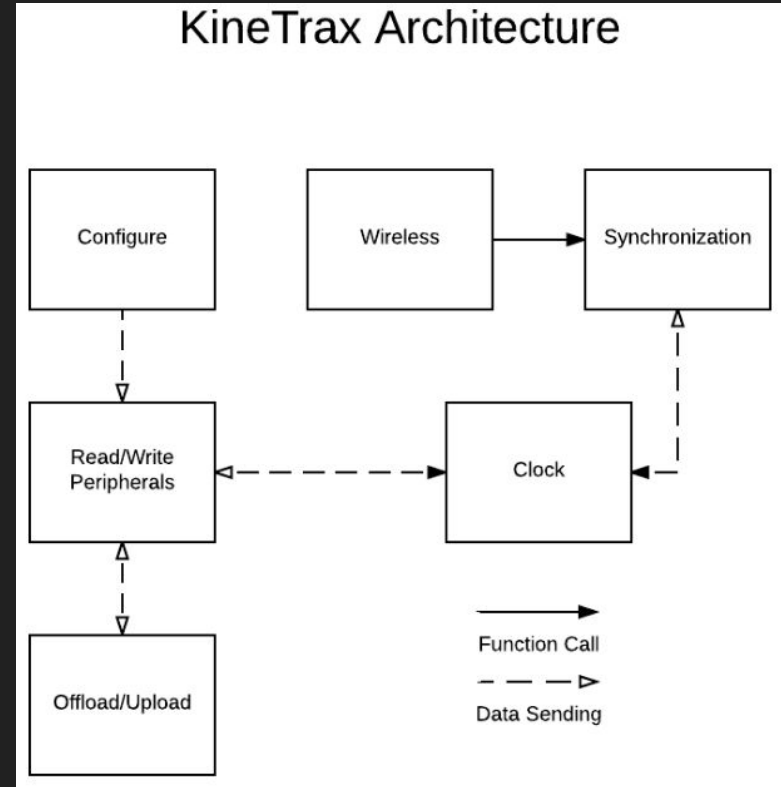 KineTrax Architecture
Configure
Wireless
Synchronization
Read/Write
Peripherals
Clock
Offload/Upload
Function Call
Data Sending